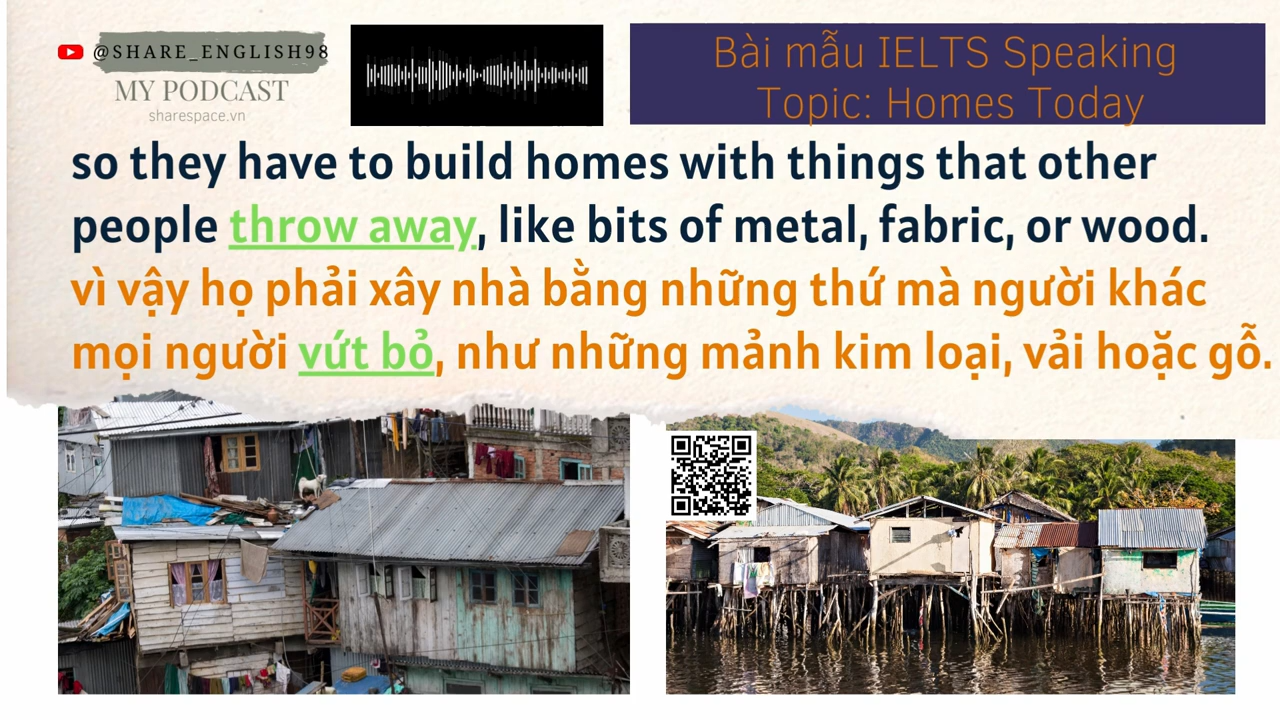 @SHARE_ENGLISH98
MY PODCAST
sharespace.vn
Bài mẫu IELTS Speaking
Topic: Homes Today
so they have to build homes with things that other
people throw away, like bits of metal, fabric, or wood.
vì vậy họ phải xây nhà bằng những thứ mà người khác
mọi người vứt bỏ, như những mảnh kim loại, vải hoặc gỗ.